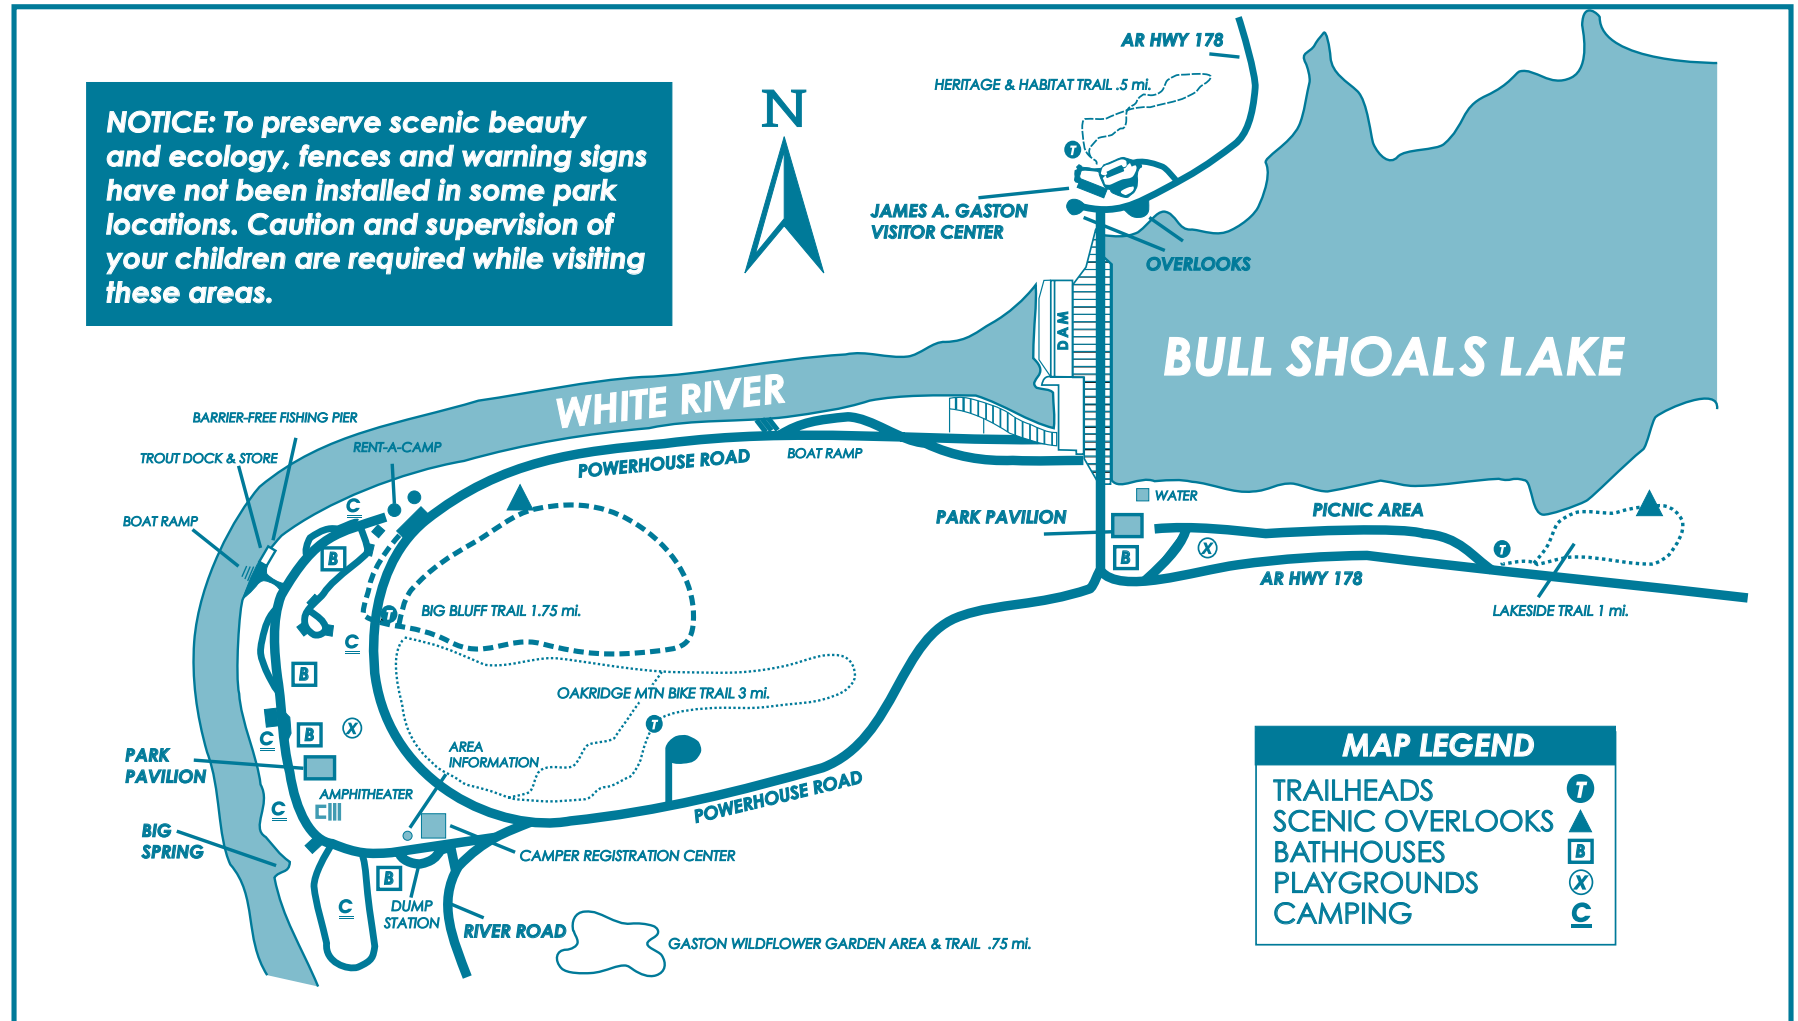 AR HWY 178
HERITAGE & HABITAT TRAIL .5 mi.
N
NOTICE: To preserve scenic beauty
and ecology, fences and warning signs
have not been installed in some park
locations. Caution and supervision of
your children are required while visiting
these areas.
T
JAMES A. GASTON
VISITOR CENTER
OVERLOOKS
DAM
BULL SHOALS LAKE
WHITE RIVER
BARRIER-FREE FISHING PIER
RENT-A-CAMP
TROUT DOCK & STORE
POWERHOUSE ROAD
BOAT RAMP
C
BOAT RAMP
B
WATER
PARK PAVILION
PICNIC AREA
B
X
T
AR HWY 178
LAKESIDE TRAIL 1 mi.
T
BIG BLUFF TRAIL 1.75 mi.
C
B
OAKRIDGE MTN BIKE TRAIL 3 mi.
T
C
B
X
AREA
INFORMATION
PARK
PAVILION
AMPHITHEATER
C
POWERHOUSE ROAD
BIG
SPRING
CAMPER REGISTRATION CENTER
B
C
DUMP
STATION
RIVER ROAD
GASTON WILDFLOWER GARDEN AREA & TRAIL .75 mi.
MAP LEGEND
TRAILHEADS T
SCENIC OVERLOOKS
BATHHOUSES B
PLAYGROUNDS X
CAMPING C